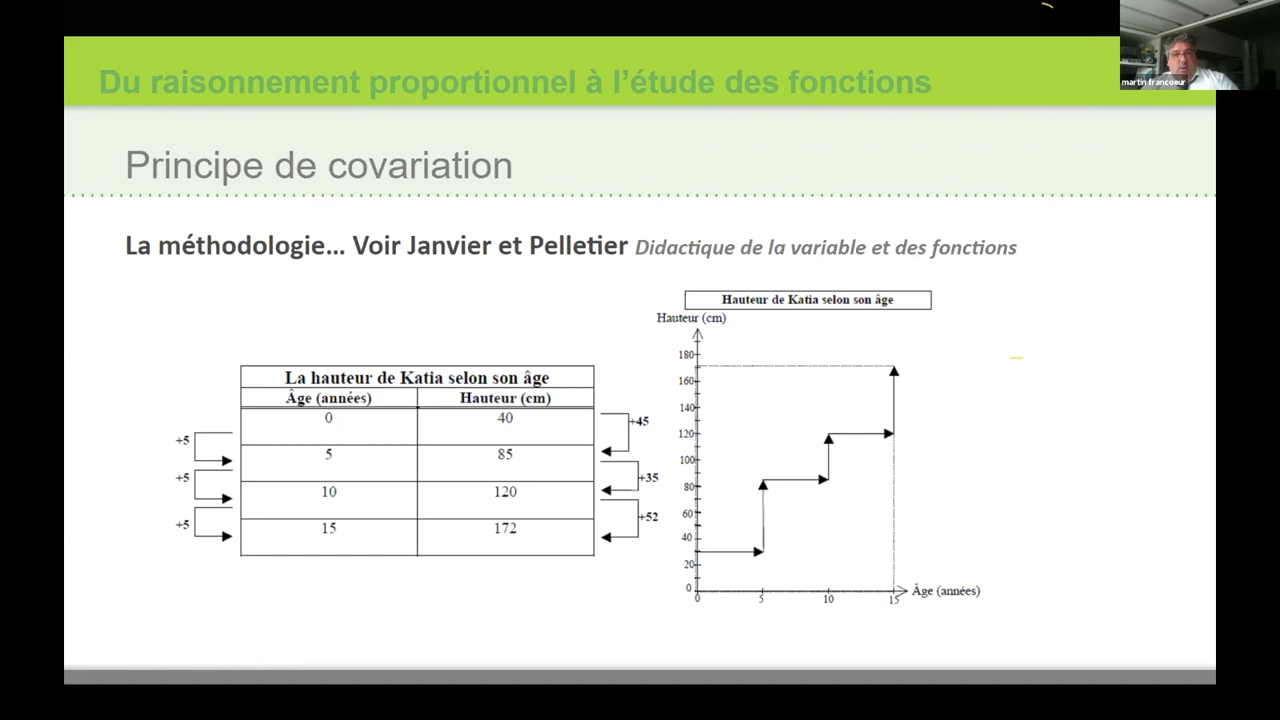 martin francoeur
Du raisonnement proportionnel à l'étude des fonctions
Principe de covariation
La méthodologie... Voir Janvier et Pelletier Didactique de la variable et des fonctions
La hauteur de Katia selon son âge
Âge (années) Hauteur (cm)
0 40
5 85
10 120
15 172
+5
+5
+5
+45
+35
+52
Hauteur de Katia selon son âge
Hauteur (cm)
180
160
140
120
100
80
60
40
20
0
0 5 10 15
Âge (années)